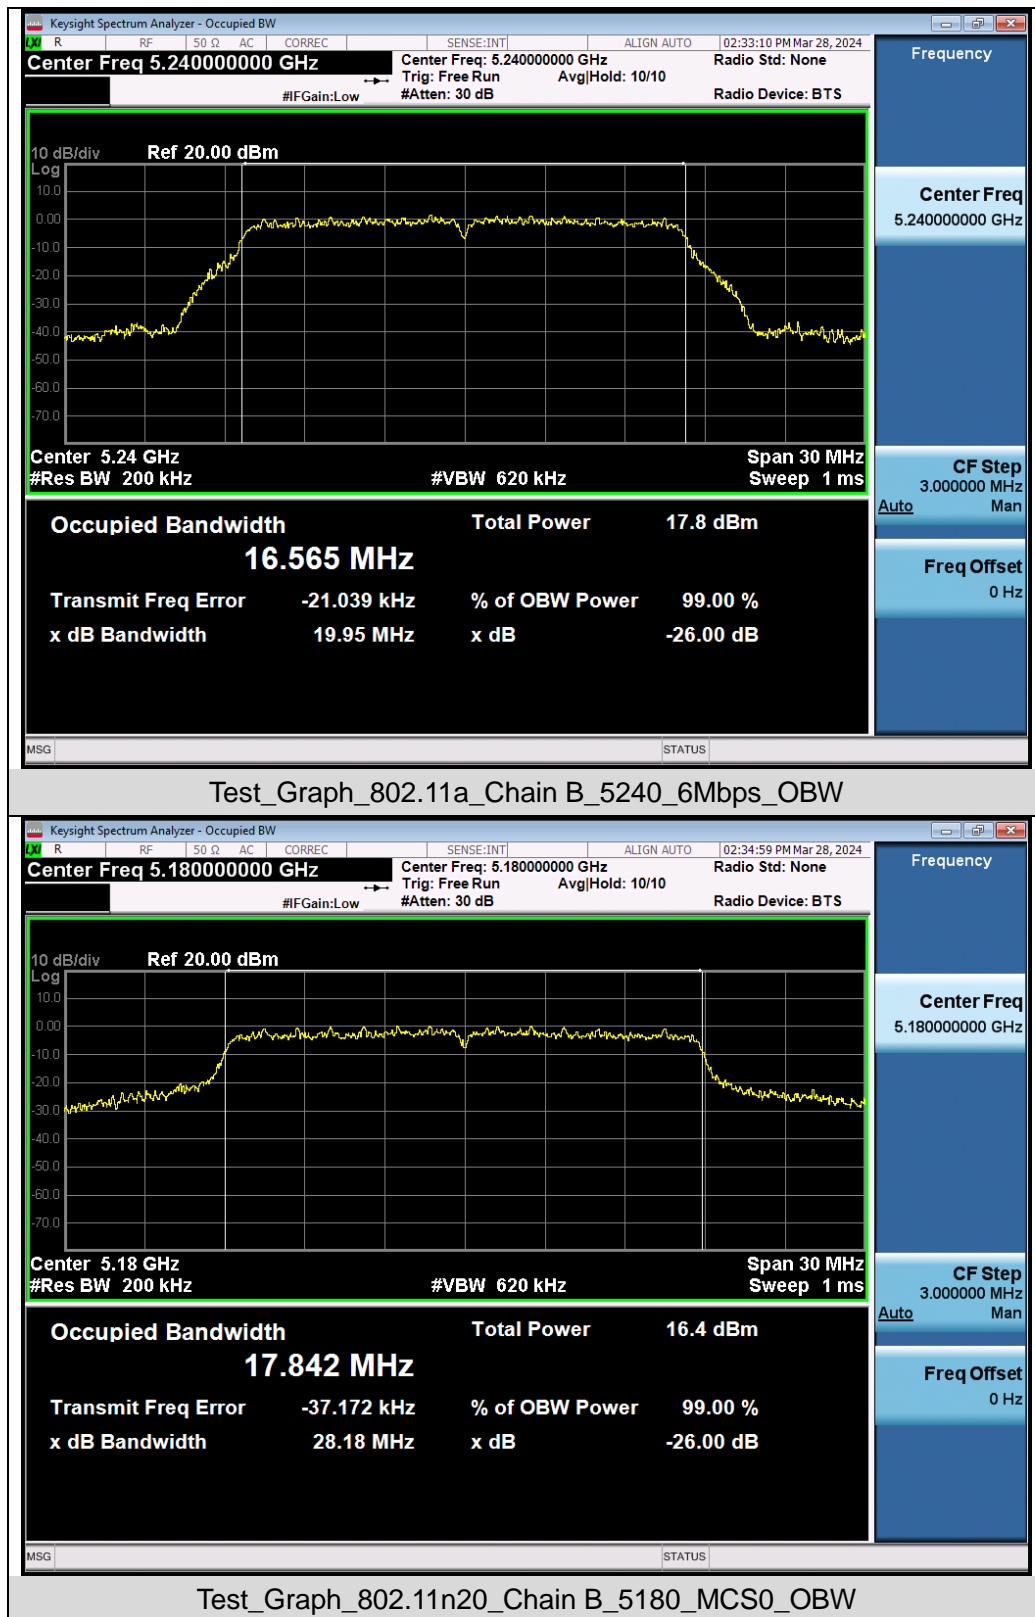 Keysight Spectrum Analyzer - Occupied BW
LXI R RF 50 Ω AC CORREC SENSE:INT ALIGN AUTO 02:33:10 PM Mar 28, 2024
Center Freq 5.240000000 GHz Center Freq: 5.240000000 GHz Radio Std: None
Trig: Free Run Avg|Hold: 10/10
#IFGain:Low #Atten: 30 dB Radio Device: BTS
Frequency
10 dB/div Ref 20.00 dBm
Log
10.0
0.00
-10.0
-20.0
-30.0
-40.0
-50.0
-60.0
-70.0
Center Freq
5.240000000 GHz
Center 5.24 GHz Span 30 MHz
#Res BW 200 kHz #VBW 620 kHz Sweep 1 ms
CF Step
3.000000 MHz
Auto Man
Occupied Bandwidth Total Power 17.8 dBm
16.565 MHz
Freq Offset
0 Hz
Transmit Freq Error -21.039 kHz % of OBW Power 99.00 %
x dB Bandwidth 19.95 MHz x dB -26.00 dB
MSG STATUS
Test_Graph_802.11a_Chain B_5240_6Mbps_OBW
Keysight Spectrum Analyzer - Occupied BW
LXI R RF 50 Ω AC CORREC SENSE:INT ALIGN AUTO 02:34:59 PM Mar 28, 2024
Center Freq 5.180000000 GHz Center Freq: 5.180000000 GHz Radio Std: None
Trig: Free Run Avg|Hold: 10/10
#IFGain:Low #Atten: 30 dB Radio Device: BTS
Frequency
10 dB/div Ref 20.00 dBm
Log
10.0
0.00
-10.0
-20.0
-30.0
-40.0
-50.0
-60.0
-70.0
Center Freq
5.180000000 GHz
Center 5.18 GHz Span 30 MHz
#Res BW 200 kHz #VBW 620 kHz Sweep 1 ms
CF Step
3.000000 MHz
Auto Man
Occupied Bandwidth Total Power 16.4 dBm
17.842 MHz
Freq Offset
0 Hz
Transmit Freq Error -37.172 kHz % of OBW Power 99.00 %
x dB Bandwidth 28.18 MHz x dB -26.00 dB
MSG STATUS
Test_Graph_802.11n20_Chain B_5180_MCS0_OBW